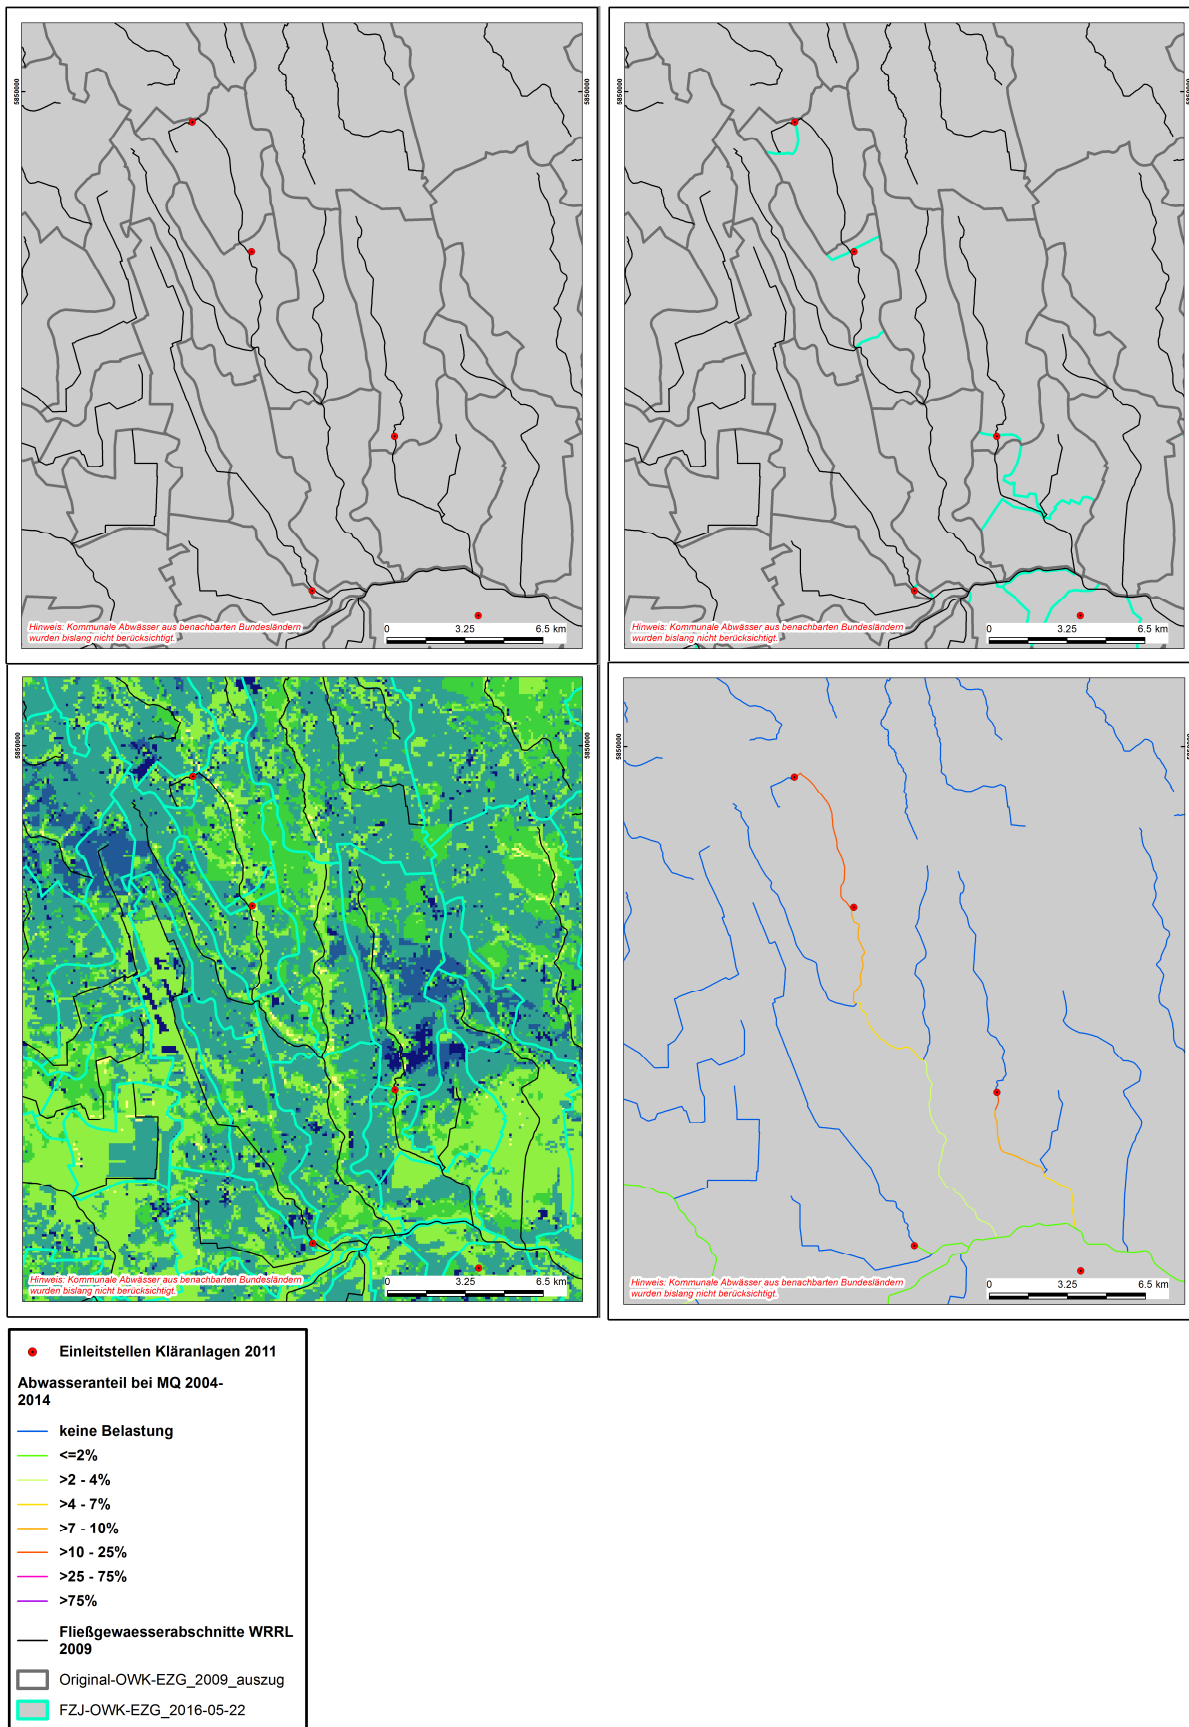 5850000
5850000
Hinweis: Kommunale Abwässer aus benachbarten Bundesländern
wurden bislang nicht berücksichtigt.
0 3.25 6.5 km
5850000
5850000
Hinweis: Kommunale Abwässer aus benachbarten Bundesländern
wurden bislang nicht berücksichtigt.
0 3.25 6.5 km
5850000
5850000
Hinweis: Kommunale Abwässer aus benachbarten Bundesländern
wurden bislang nicht berücksichtigt.
0 3.25 6.5 km
5850000
5850000
Hinweis: Kommunale Abwässer aus benachbarten Bundesländern
wurden bislang nicht berücksichtigt.
0 3.25 6.5 km
Einleitstellen Kläranlagen 2011
Abwasseranteil bei MQ 2004-
2014
keine Belastung
<=2%
>2 - 4%
>4 - 7%
>7 - 10%
>10 - 25%
>25 - 75%
>75%
Fließgewaesserabschnitte WRRL
2009
Original-OWK-EZG_2009_auszug
FZJ-OWK-EZG_2016-05-22